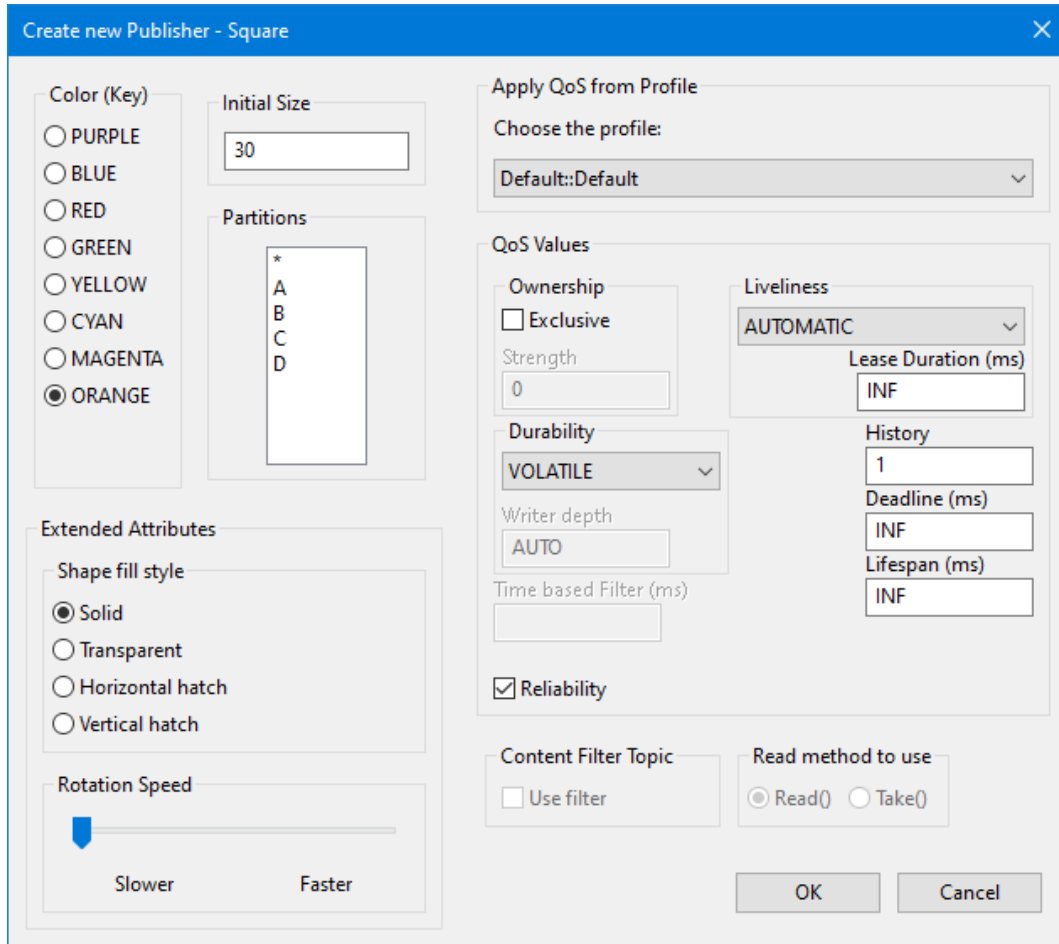 Create new Publisher - Square
Color (Key)
PURPLE
BLUE
RED
GREEN
YELLOW
CYAN
MAGENTA
ORANGE
Initial Size
30
Partitions
*
A
B
C
D
Extended Attributes
Shape fill style
Solid
Transparent
Horizontal hatch
Vertical hatch
Rotation Speed
Slower Faster
Apply QoS from Profile
Choose the profile:
Default::Default
QoS Values
Ownership
Exclusive
Strength
0
Liveliness
AUTOMATIC
Lease Duration (ms)
INF
Durability
VOLATILE
Writer depth
AUTO
Time based Filter (ms)
History
1
Deadline (ms)
INF
Lifespan (ms)
INF
Reliability
Content Filter Topic
Use filter
Read method to use
Read() Take()
OK Cancel